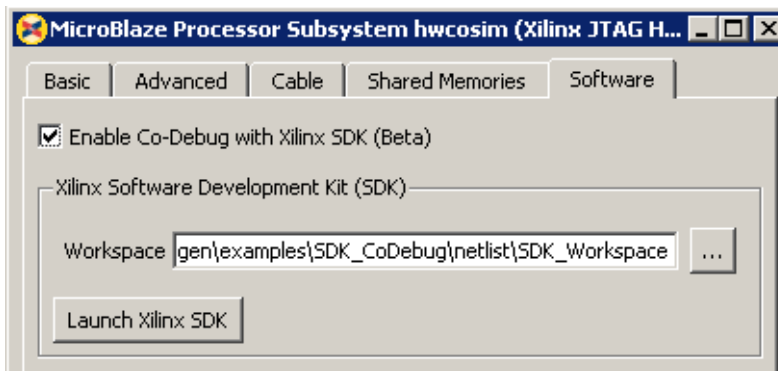 MicroBlaze Processor Subsystem hwcosim (Xilinx JTAG H...
Basic Advanced Cable Shared Memories Software
Enable Co-Debug with Xilinx SDK (Beta)
Xilinx Software Development Kit (SDK)
Workspace gen\examples\SDK_CoDebug\netlist\SDK_Workspace ...
Launch Xilinx SDK